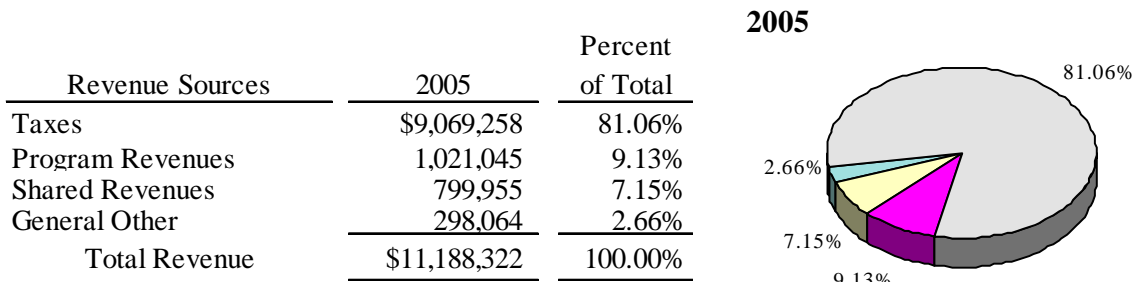 2005
Percent
Revenue Sources 2005 of Total
Taxes $9,069,258 81.06%
Program Revenues 1,021,045 9.13%
Shared Revenues 799,955 7.15%
General Other 298,064 2.66%
Total Revenue $11,188,322 100.00%
81.06%
2.66%
7.15%
9.13%